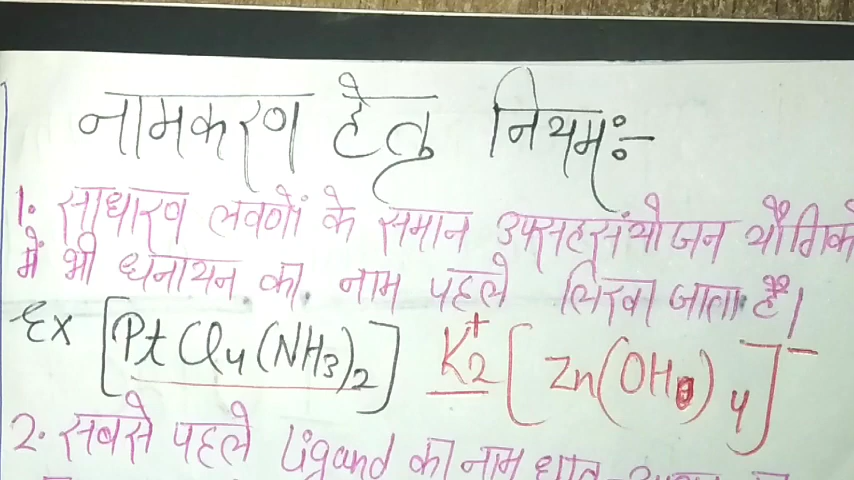 नामकरण हेतु नियम:-
1. साधारण लवणों के समान उपसहसंयोजन यौगिको
में भी धनायन का नाम पहले लिखा जाता है।
Ex [PtCl4(NH3)2] K2+[Zn(OH)4]-
2. सबसे पहले Ligand का नाम